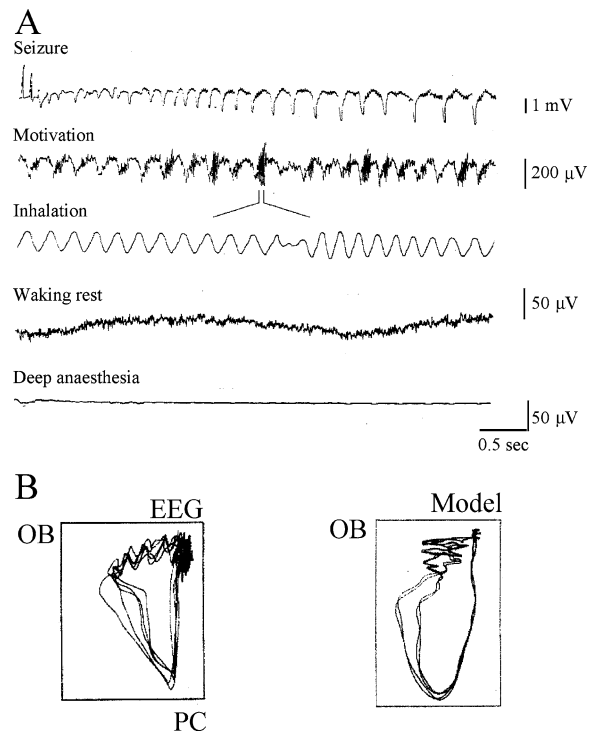 A
Seizure
1 mV
Motivation
200 μV
Inhalation
Waking rest
50 μV
Deep anaesthesia
50 μV
0.5 sec
B
EEG
Model
OB
OB
PC